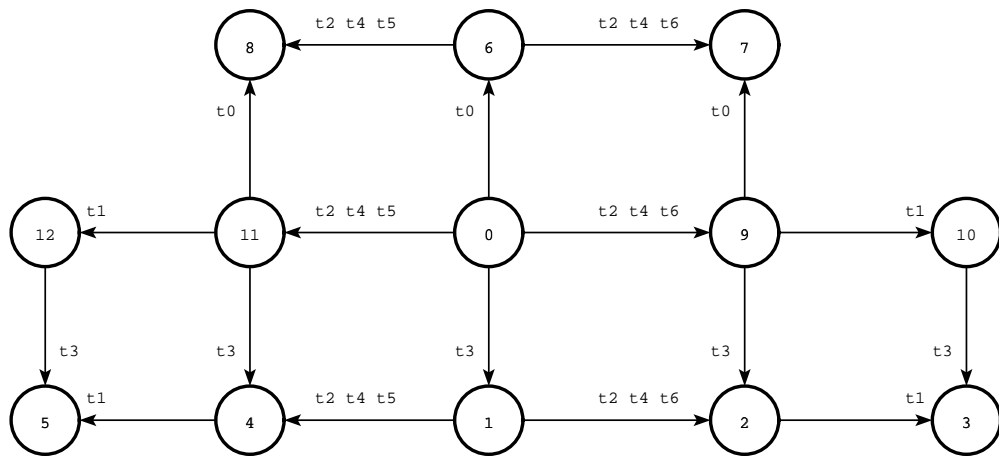 t2 t4 t5 t2 t4 t6
8 6 7
t0 t0 t0
t1 t2 t4 t5 t2 t4 t6 t1
12 11 0 9 10
t3 t3 t3 t3 t3
t1 t2 t4 t5 t2 t4 t6 t1
5 4 1 2 3